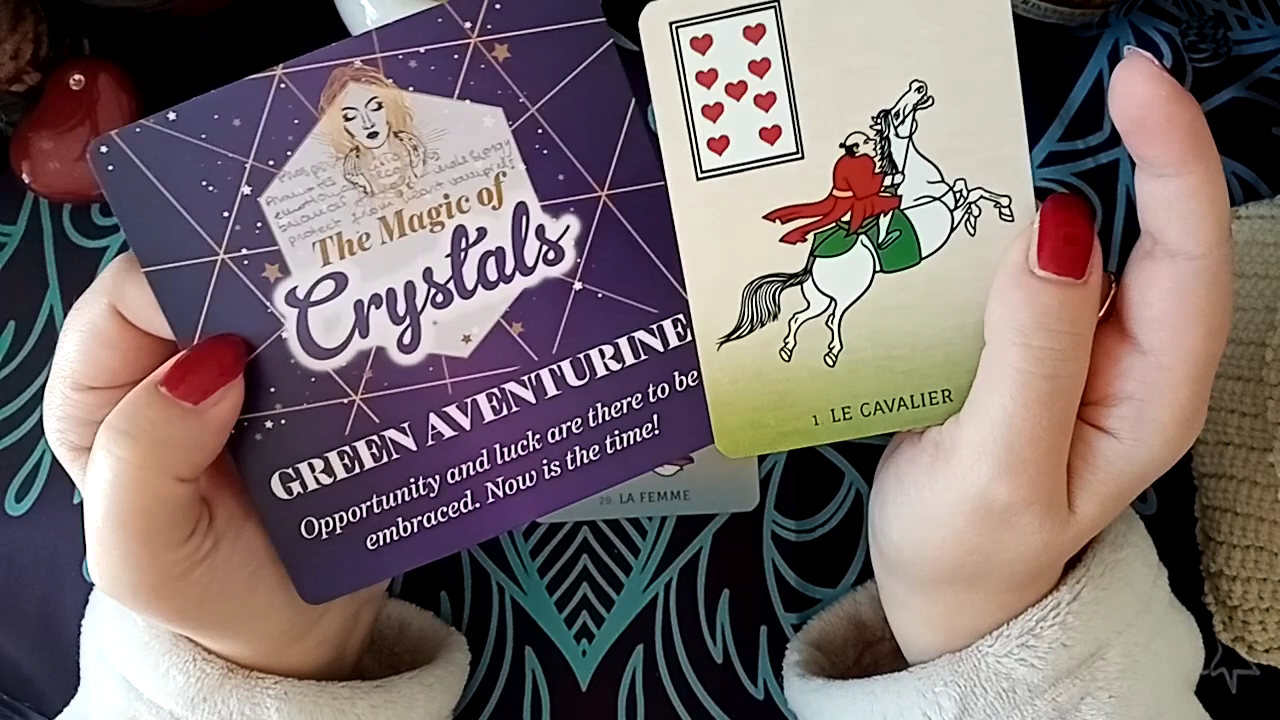 The Magic of
Crystals
GREEN AVENTURINE
Opportunity and luck are there to be
embraced. Now is the time!
1. LE CAVALIER
29. LA FEMME